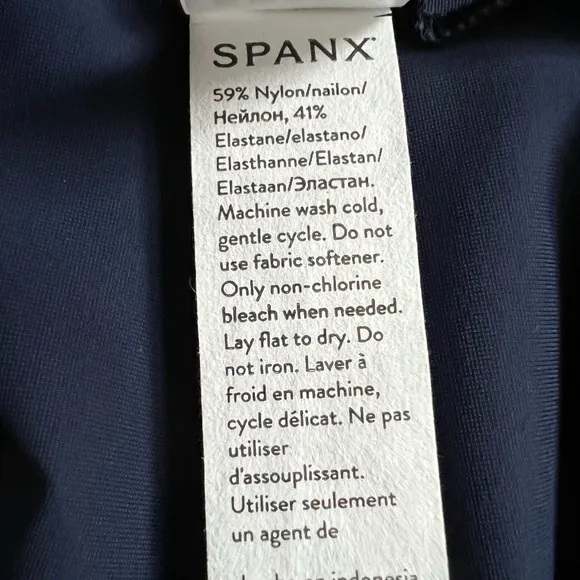 SPANX
59% Nylon/nailon/
Нейлон, 41%
Elastane/elastano/
Elasthanne/Elastan/
Elastaan/Эластан.
Machine wash cold,
gentle cycle. Do not
use fabric softener.
Only non-chlorine
bleach when needed.
Lay flat to dry. Do
not iron. Laver à
froid en machine,
cycle délicat. Ne pas
utiliser
d'assouplissant.
Utiliser seulement
un agent de
en indonesia